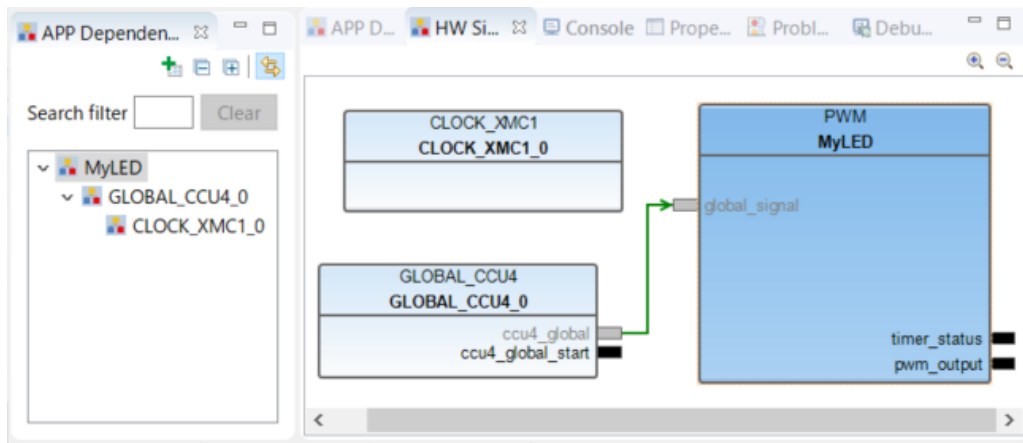 APP Dependen...
Search filter
Clear
MyLED
GLOBAL_CCU4_0
CLOCK_XMC1_0
APP D... HW Si... Console Prope... Probl... Debu...
CLOCK_XMC1
CLOCK_XMC1_0
PWM
MyLED
global_signal
GLOBAL_CCU4
GLOBAL_CCU4_0
ccu4_global
ccu4_global_start
timer_status
pwm_output